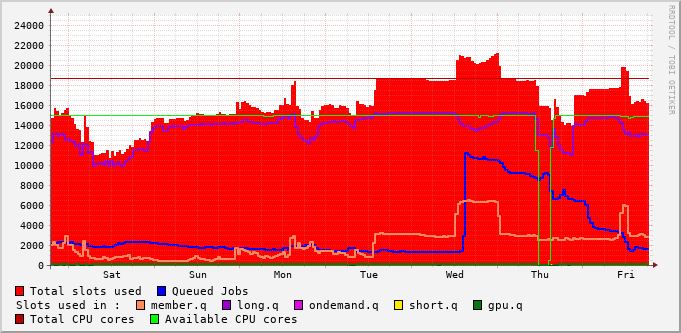 RRDTOOL / TOBI OETIKER
24000
22000
20000
18000
16000
14000
12000
10000
8000
6000
4000
2000
0
Sat Sun Mon Tue Wed Thu Fri
Total slots used Queued Jobs
Slots used in : member.q long.q ondemand.q short.q gpu.q
Total CPU cores Available CPU cores